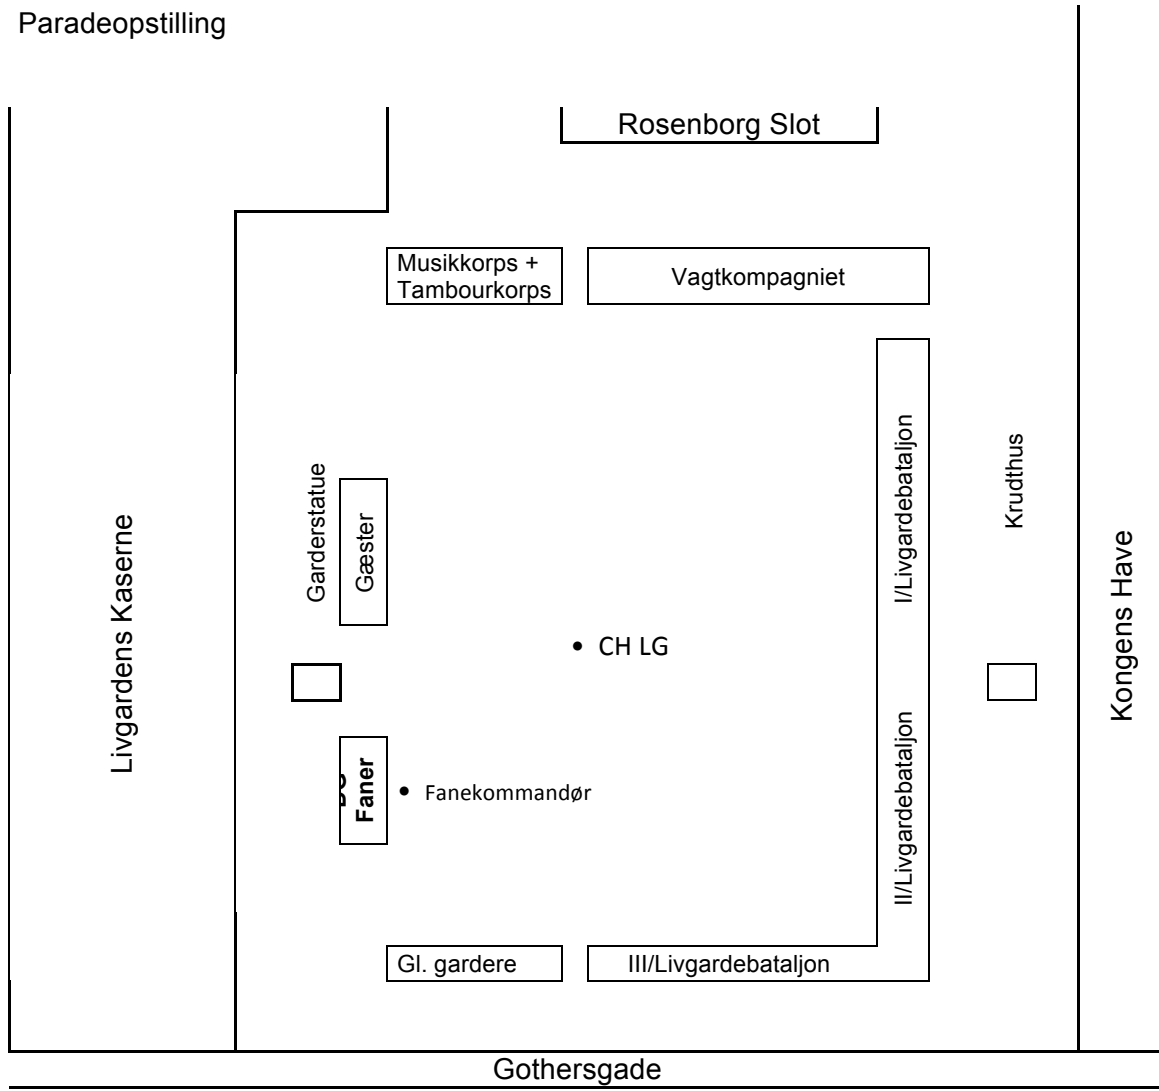 Paradeopstilling
Rosenborg Slot
Musikkorps +
Tambourkorps
Vagtkompagniet
Livgardens Kaserne
Garderstatue
Gæster
I/Livgardebataljon
Krudthus
Kongens Have
• CH LG
Faner
• Fanekommandør
II/Livgardebataljon
Gl. gardere
III/Livgardebataljon
Gothersgade